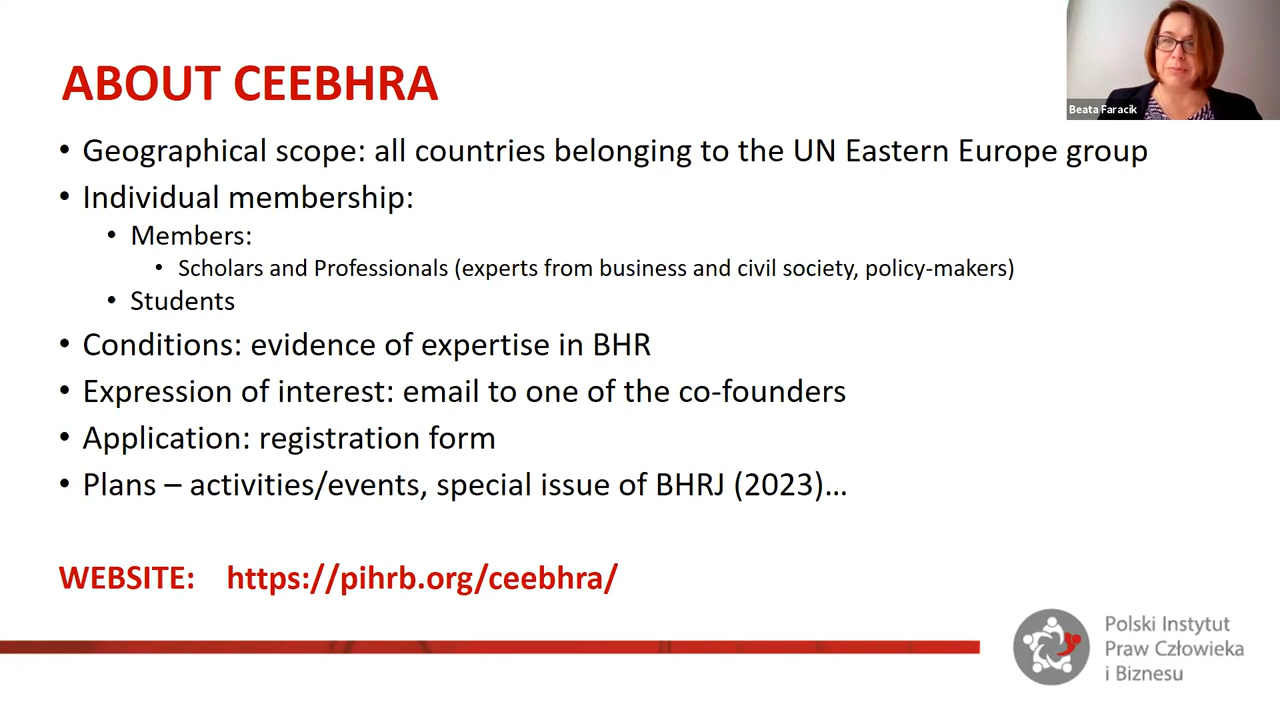 ABOUT CEEBHRA
Beata Faracik
• Geographical scope: all countries belonging to the UN Eastern Europe group
• Individual membership:
• Members:
• Scholars and Professionals (experts from business and civil society, policy-makers)
• Students
• Conditions: evidence of expertise in BHR
• Expression of interest: email to one of the co-founders
• Application: registration form
• Plans – activities/events, special issue of BHRJ (2023)…
WEBSITE: https://pihrb.org/ceebhra/
Polski Instytut
Praw Człowieka
i Biznesu